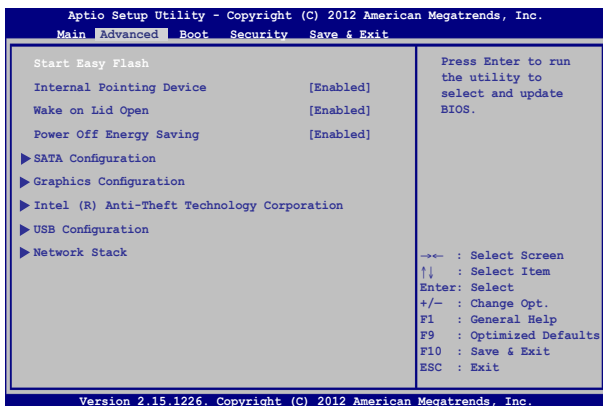 Aptio Setup Utility - Copyright (C) 2012 American Megatrends, Inc.
Main Advanced Boot Security Save & Exit
Start Easy Flash
Internal Pointing Device [Enabled]
Wake on Lid Open [Enabled]
Power Off Energy Saving [Enabled]
SATA Configuration
Graphics Configuration
Intel (R) Anti-Theft Technology Corporation
USB Configuration
Network Stack
Press Enter to run
the utility to
select and update
BIOS.
→← : Select Screen
↑↓ : Select Item
Enter: Select
+/— : Change Opt.
F1 : General Help
F9 : Optimized Defaults
F10 : Save & Exit
ESC : Exit
Version 2.15.1226. Copyright (C) 2012 American Megatrends, Inc.